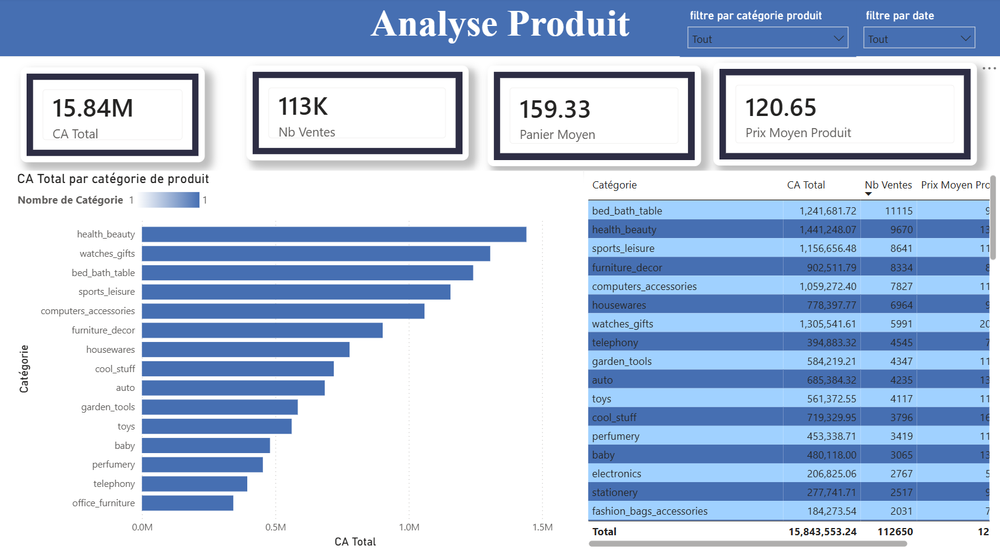 Analyse Produit
filtre par catégorie produit
filtre par date
Tout
Tout
15.84M
CA Total
113K
Nb Ventes
159.33
Panier Moyen
120.65
Prix Moyen Produit
CA Total par catégorie de produit
Nombre de Catégorie 1 1
Catégorie
health_beauty
watches_gifts
bed_bath_table
sports_leisure
computers_accessories
furniture_decor
housewares
cool_stuff
auto
garden_tools
toys
baby
perfumery
telephony
office_furniture
0.0M 0.5M 1.0M 1.5M
CA Total
Catégorie CA Total Nb Ventes Prix Moyen Pro
bed_bath_table 1,241,681.72 11115 9
health_beauty 1,441,248.07 9670 13
sports_leisure 1,156,656.48 8641 11
furniture_decor 902,511.79 8334 8
computers_accessories 1,059,272.40 7827 11
housewares 778,397.77 6964 9
watches_gifts 1,305,541.61 5991 20
telephony 394,883.32 4545 7
garden_tools 584,219.21 4347 11
auto 685,384.32 4235 13
toys 561,372.55 4117 11
cool_stuff 719,329.95 3796 16
perfumery 453,338.71 3419 11
baby 480,118.00 3065 13
electronics 206,825.06 2767 5
stationery 277,741.71 2517 9
fashion_bags_accessories 184,273.54 2031 7
Total 15,843,553.24 112650 12